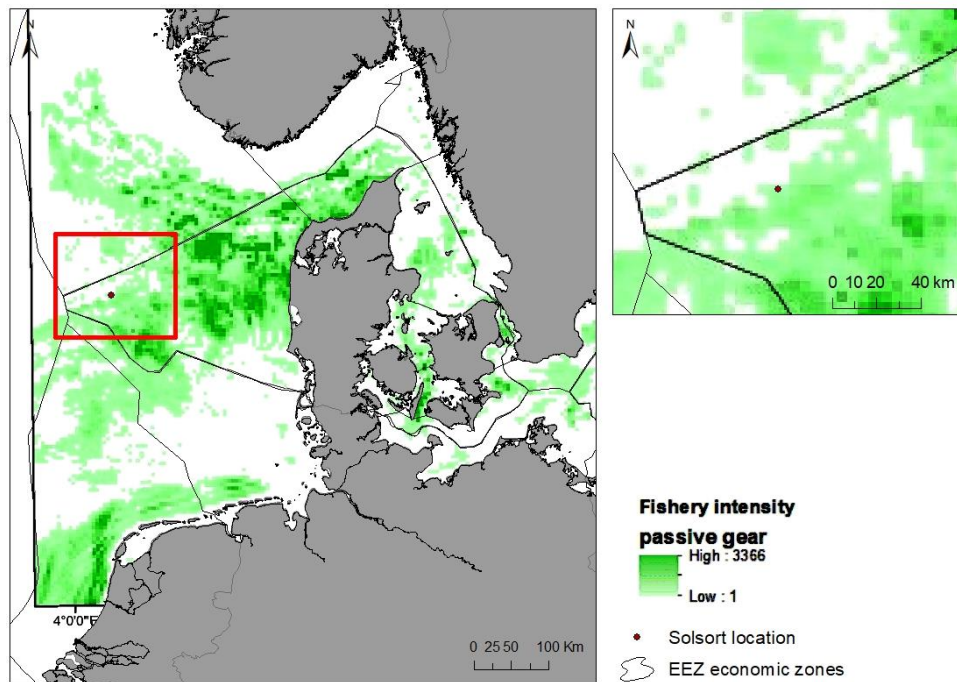 N
4°0'0"E
0 25 50 100 Km
N
0 10 20 40 km
Fishery intensity
passive gear
High : 3366
Low : 1
Solsort location
EEZ economic zones